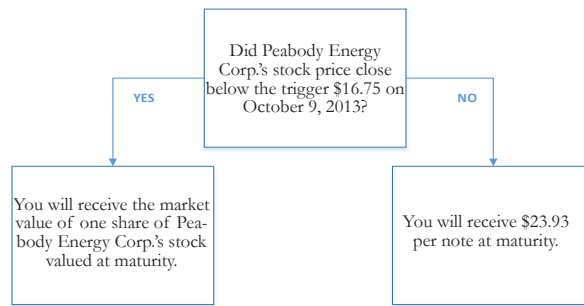 Did Peabody Energy
Corp.'s stock price close
below the trigger $16.75 on
October 9, 2013?
YES
NO
You will receive the market
value of one share of Pea-
body Energy Corp.'s stock
valued at maturity.
You will receive $23.93
per note at maturity.